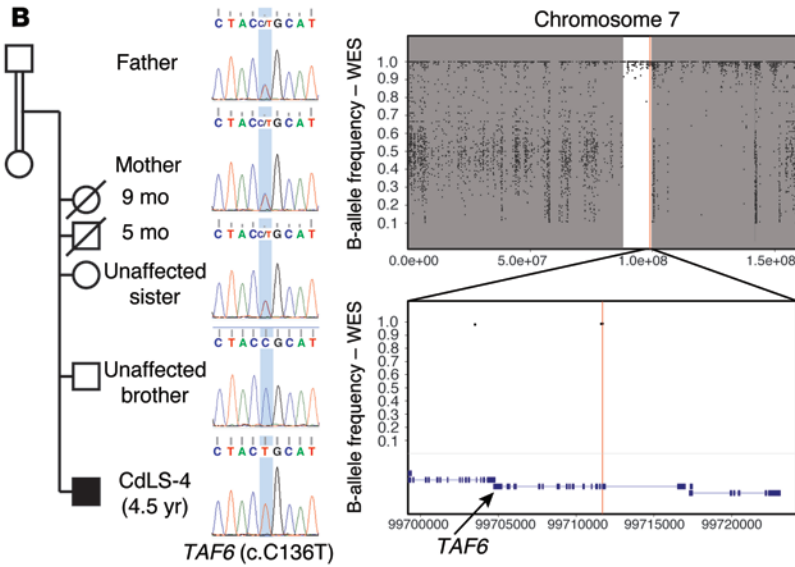 B
Father
Mother
9 mo
5 mo
Unaffected
sister
Unaffected
brother
CdLS-4
(4.5 yr)
C T A C C/T G C A T
C T A C C/T G C A T
C T A C C/T G C A T
C T A C C G C A T
C T A C T G C A T
TAF6 (c.C136T)
Chromosome 7
B-allele frequency – WES
1.0
0.9
0.8
0.7
0.6
0.5
0.4
0.3
0.2
0.1
0.0e+00 5.0e+07 1.0e+08 1.5e+08
B-allele frequency – WES
1.0
0.9
0.8
0.7
0.6
0.5
0.4
0.3
0.2
0.1
99700000 99705000 99710000 99715000 99720000
TAF6